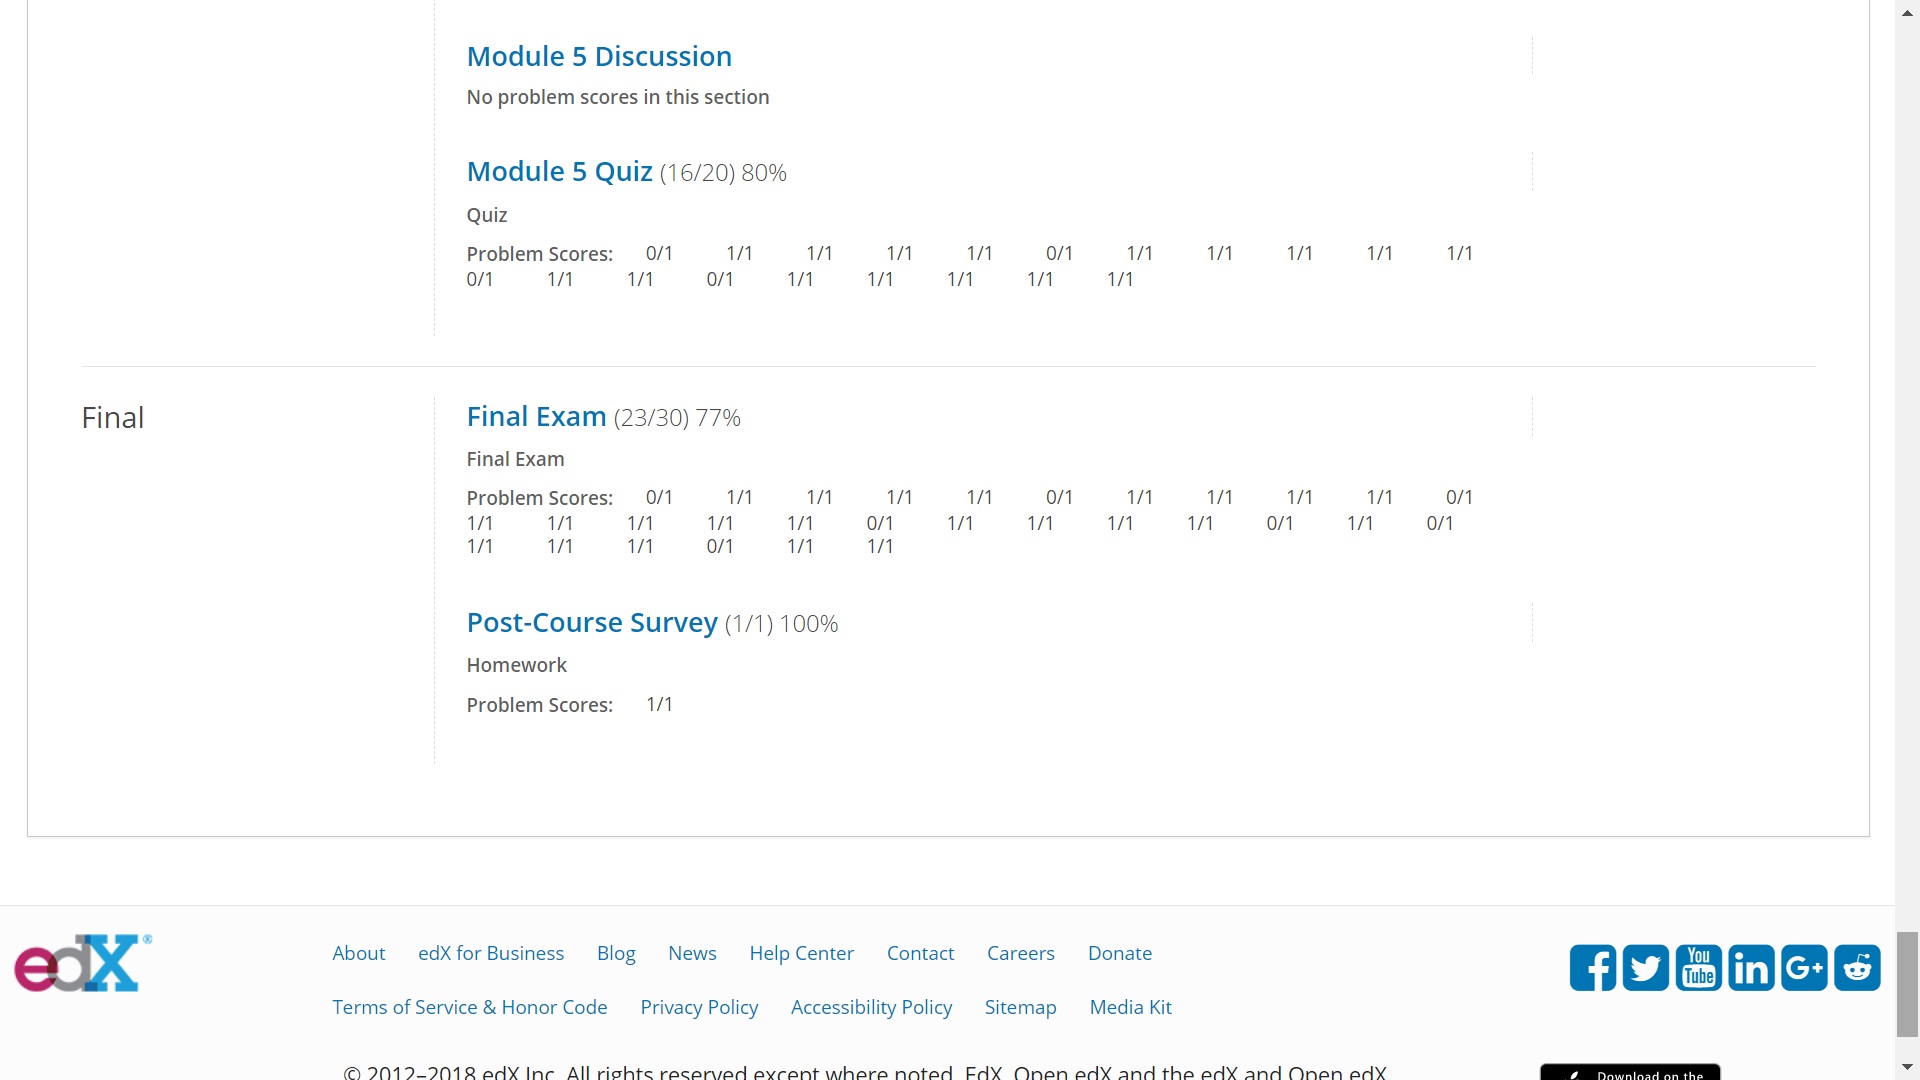 Module 5 Discussion
No problem scores in this section
Module 5 Quiz (16/20) 80%
Quiz
Problem Scores: 0/1 1/1 1/1 1/1 1/1 0/1 1/1 1/1 1/1 1/1 1/1
0/1 1/1 1/1 0/1 1/1 1/1 1/1 1/1 1/1
Final
Final Exam (23/30) 77%
Final Exam
Problem Scores: 0/1 1/1 1/1 1/1 1/1 0/1 1/1 1/1 1/1 1/1 0/1
1/1 1/1 1/1 1/1 1/1 0/1 1/1 1/1 1/1 1/1 0/1 1/1 0/1
1/1 1/1 1/1 0/1 1/1 1/1
Post-Course Survey (1/1) 100%
Homework
Problem Scores: 1/1
edX®
About edX for Business Blog News Help Center Contact Careers Donate
You Tube in G+
Terms of Service & Honor Code Privacy Policy Accessibility Policy Sitemap Media Kit
© 2012–2018 edX Inc. All rights reserved except where noted. EdX, Open edX and the edX and Open edX
Download on the